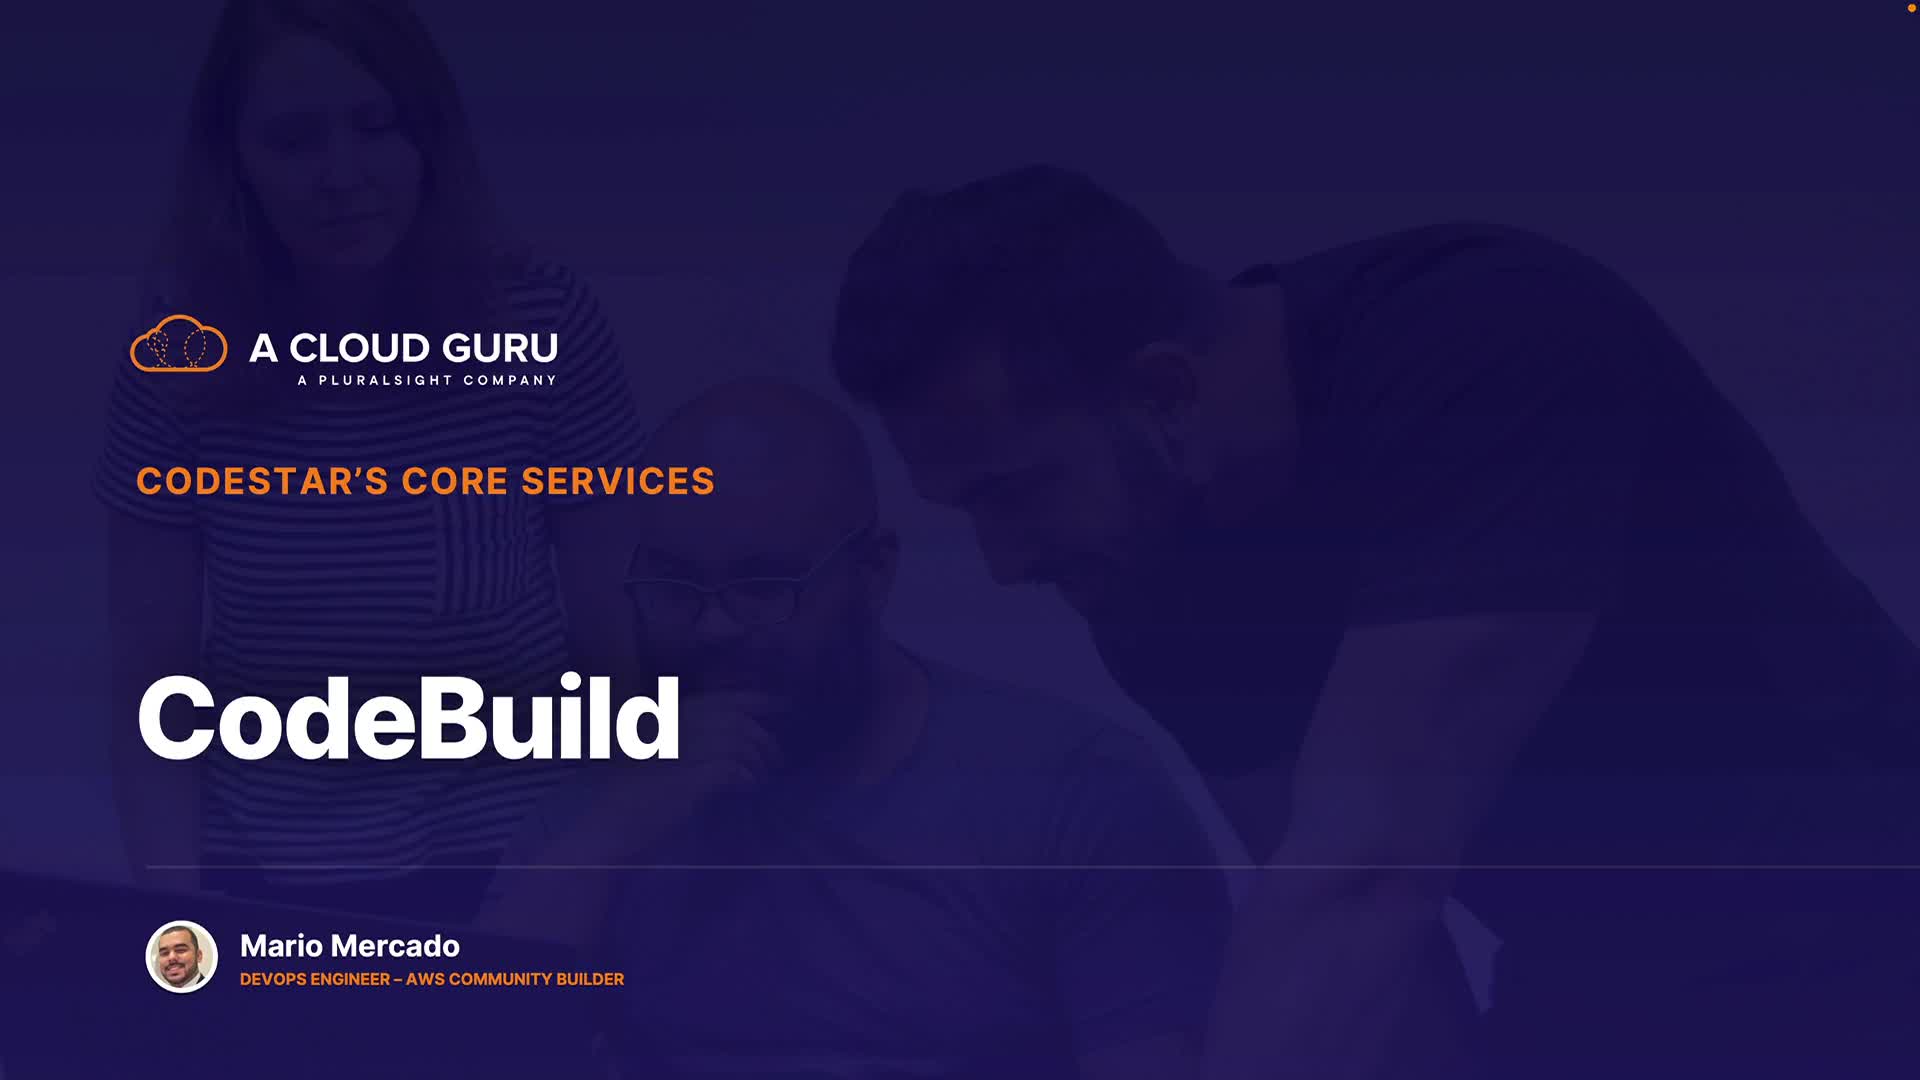 A CLOUD GURU
A PLURALSIGHT COMPANY
CODESTAR’S CORE SERVICES
CodeBuild
Mario Mercado
DEVOPS ENGINEER – AWS COMMUNITY BUILDER